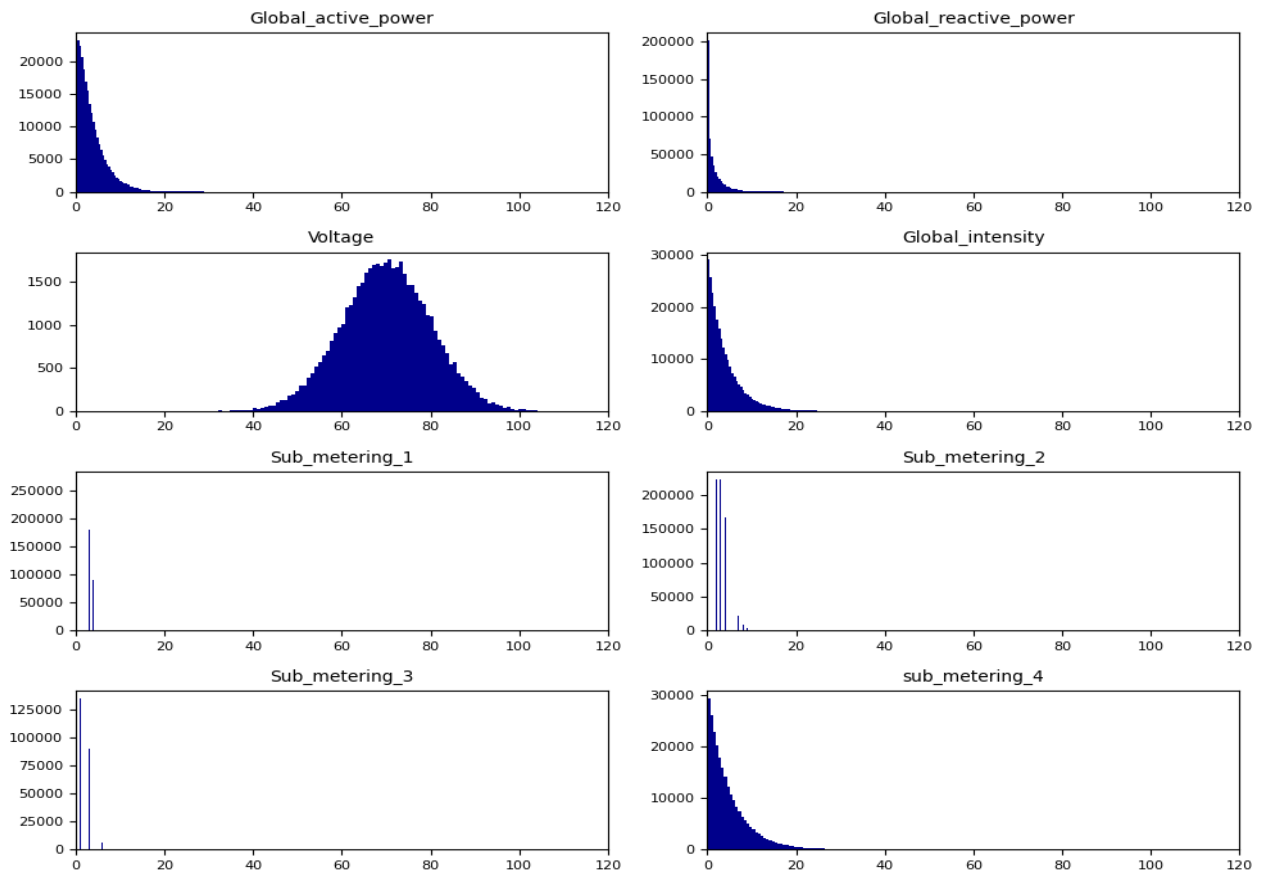 Global_active_power
Global_reactive_power
20000
15000
10000
5000
0
0 20 40 60 80 100 120
200000
150000
100000
50000
0
0 20 40 60 80 100 120
Voltage
Global_intensity
1500
1000
500
0
0 20 40 60 80 100 120
30000
20000
10000
0
0 20 40 60 80 100 120
Sub_metering_1
Sub_metering_2
250000
200000
150000
100000
50000
0
0 20 40 60 80 100 120
200000
150000
100000
50000
0
0 20 40 60 80 100 120
Sub_metering_3
sub_metering_4
125000
100000
75000
50000
25000
0
0 20 40 60 80 100 120
30000
20000
10000
0
0 20 40 60 80 100 120